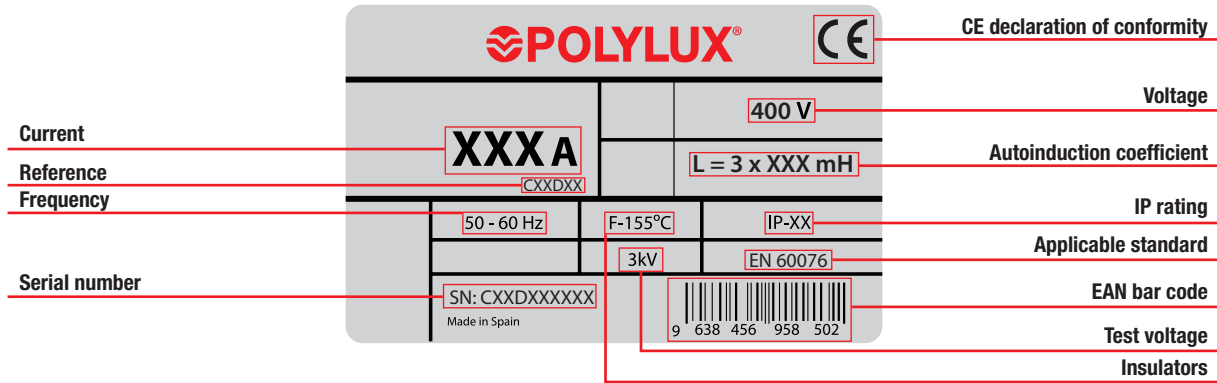 POLYLUX®
CE
CE declaration of conformity
400 V
Voltage
Current
XXX A
L = 3 x XXX mH
Autoinduction coefficient
Reference
CXXDXX
Frequency
50 - 60 Hz
F-155ºC
IP-XX
IP rating
3kV
EN 60076
Applicable standard
Serial number
SN: CXXDXXXXXX
Made in Spain
9 638 456 958 502
EAN bar code
Test voltage
Insulators